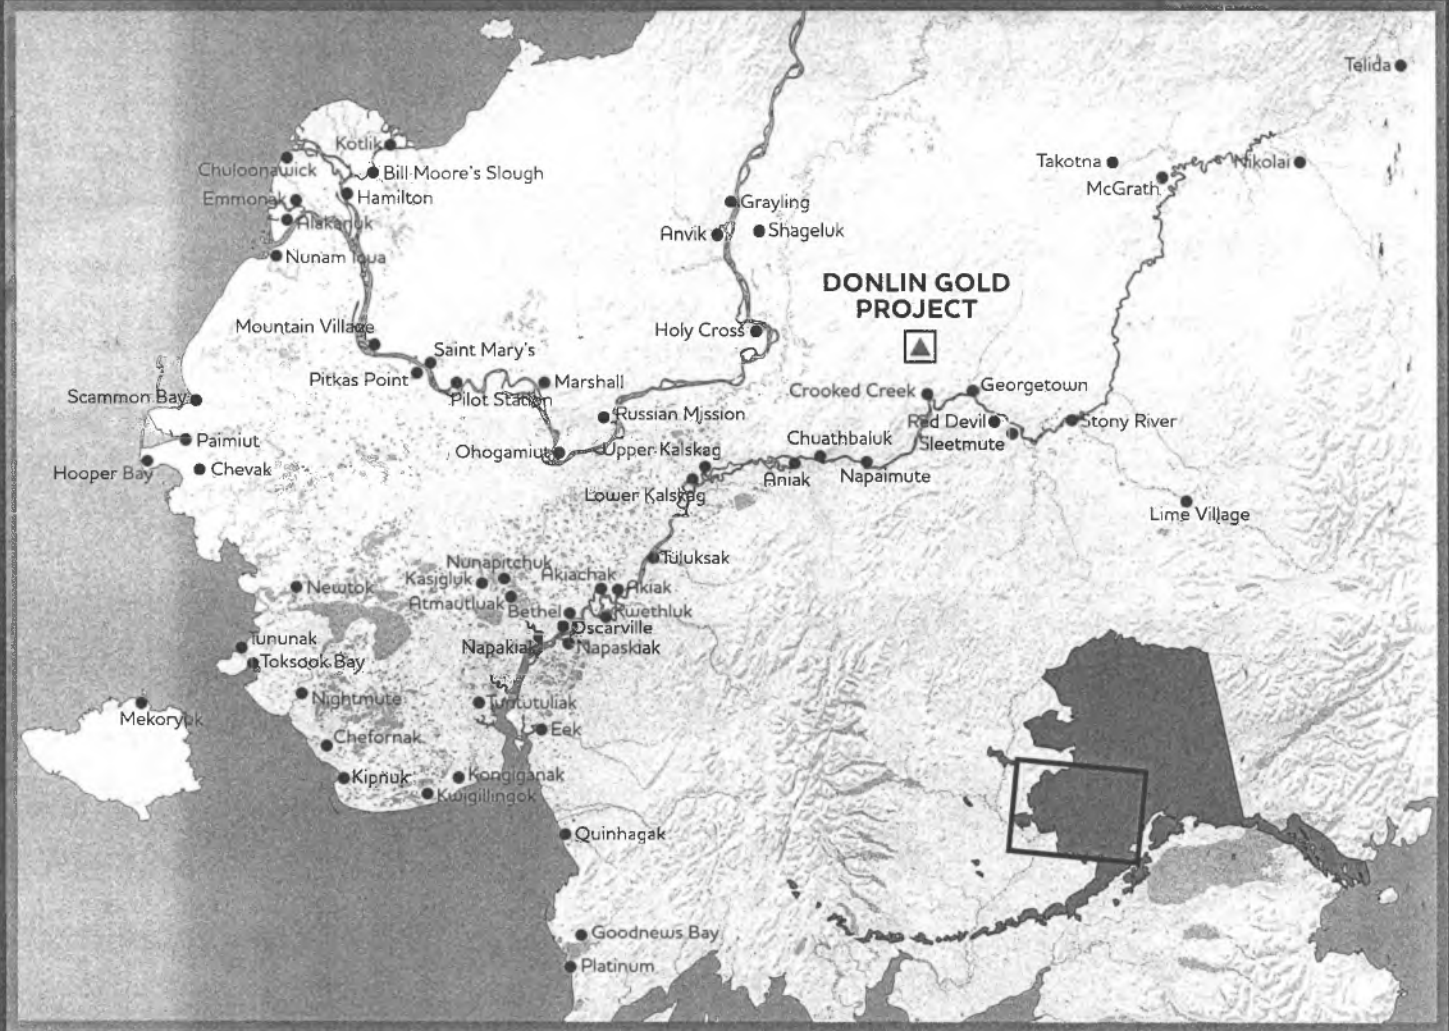 Telida
Kotlik
Chuloonawick
Bill Moore's Slough
Takotna
Nikolai
McGrath
Emmonak
Hamilton
Grayling
Alakanuk
Anvik
Shageluk
Nunam Iqua
DONLIN GOLD
PROJECT
Mountain Village
Holy Cross
Saint Mary's
Pitkas Point
Marshall
Pilot Station
Georgetown
Crooked Creek
Scammon Bay
Russian Mission
Red Devil
Stony River
Paimiut
Chuathbaluk
Sleetmute
Ohogamiut
Upper Kalskag
Hooper Bay
Chevak
Aniak
Napaimute
Lower Kalskag
Lime Village
Tuluksak
Nunapitchuk
Kasigluk
Akiachak
Newtok
Akiak
Atmautluak
Bethel
Kwethluk
Oscarville
Tununak
Napakiak
Napaskiak
Toksook Bay
Nightmute
Tuntutuliak
Mekoryuk
Eek
Chefornak
Kipnuk
Kongiganak
Kwigillingok
Quinhagak
Goodnews Bay
Platinum